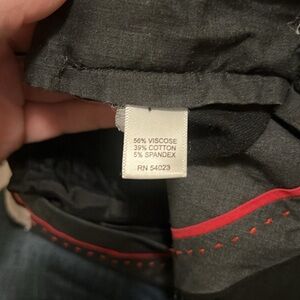 56% VISCOSE
39% COTTON
5% SPANDEX
RN 54023